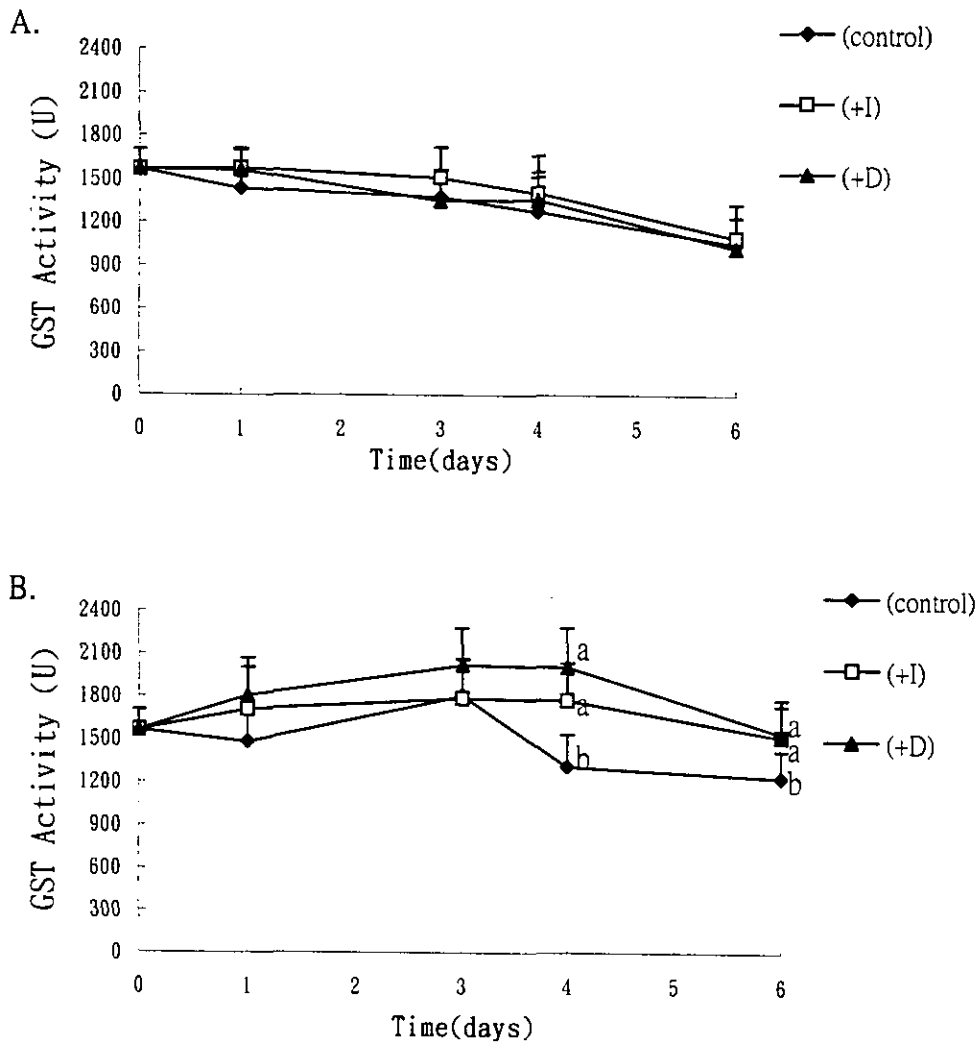 A.
2400
2100
1800
1500
1200
900
600
300
0
GST Activity (U)
0 1 2 3 4 5 6
Time(days)
(control)
(+I)
(+D)
B.
2400
2100
1800
1500
1200
900
600
300
0
GST Activity (U)
a
a
b
a
a
b
0 1 2 3 4 5 6
Time(days)
(control)
(+I)
(+D)